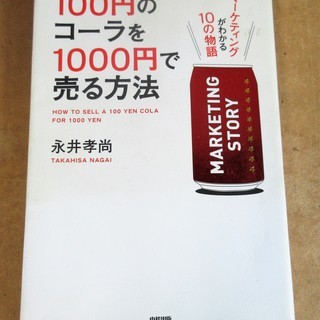 100円の
コーラを
1000円で
売る方法
HOW TO SELL A 100 YEN COLA
FOR 1000 YEN
永井孝尚
TAKAHISA NAGAI
マーケティング
がわかる
10の物語
MARKETING
STORY